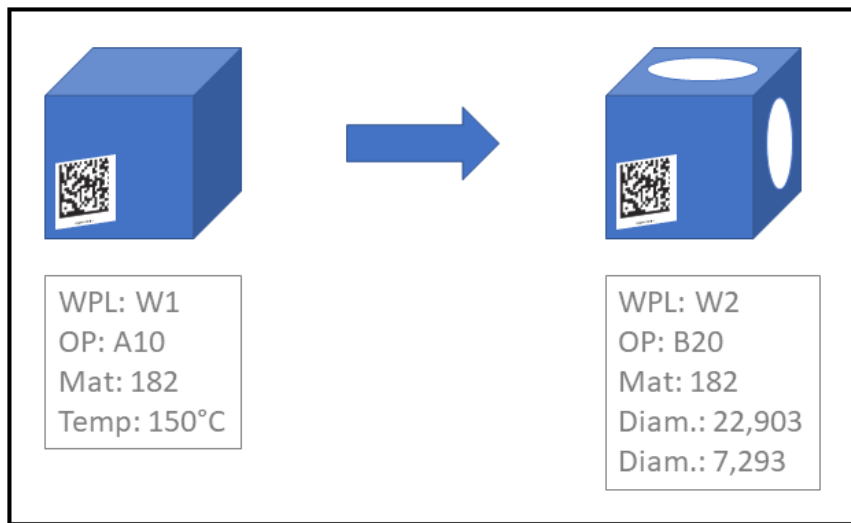 WPL: W1
OP: A10
Mat: 182
Temp: 150°C
WPL: W2
OP: B20
Mat: 182
Diam.: 22,903
Diam.: 7,293